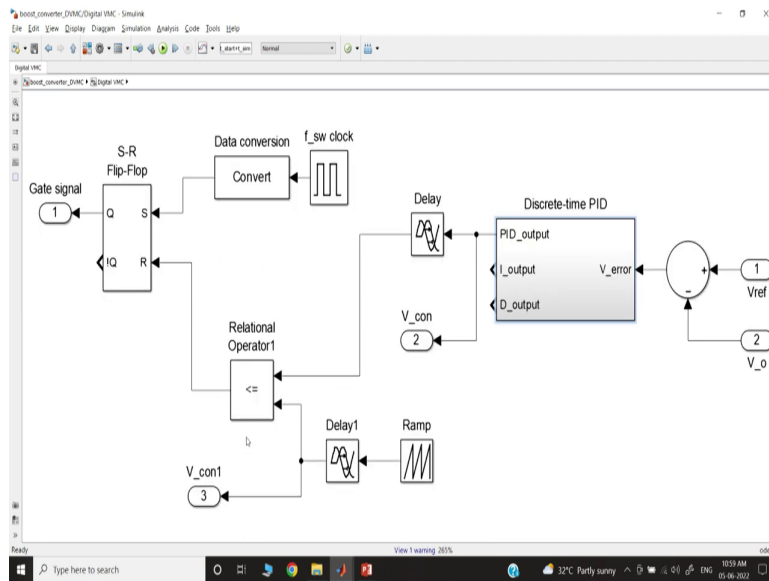 boost_converter_DVMC/Digital VMC - Simulink
File Edit View Display Diagram Simulation Analysis Code Tools Help
Normal
Digital VMC
boost_converter_DVMC Digital VMC
Data conversion
f_sw clock
S-R
Flip-Flop
Convert
Gate signal
1
Q
S
!Q
R
Delay
Discrete-time PID
PID_output
I_output
V_error
D_output
+
−
1
Vref
2
V_o
V_con
2
Relational
Operator1
<=
Delay1
Ramp
V_con1
3
Ready
View 1 warning 265%
Type here to search
32°C Partly sunny
ENG
10:59 AM
05-06-2022